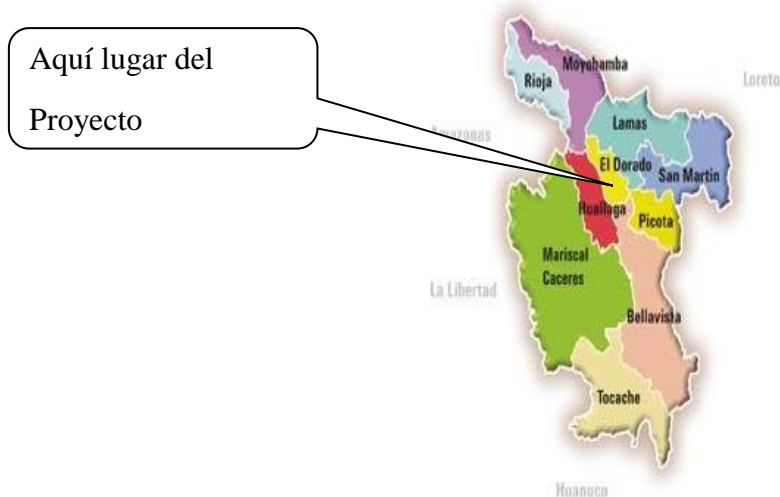 Aquí lugar del
Proyecto
Moyobamba
Rioja
Loreto
Amazonas
Lamas
El Dorado
San Martin
Huallaga
Picota
Mariscal
Caceres
La Libertad
Bellavista
Tocache
Huanuco